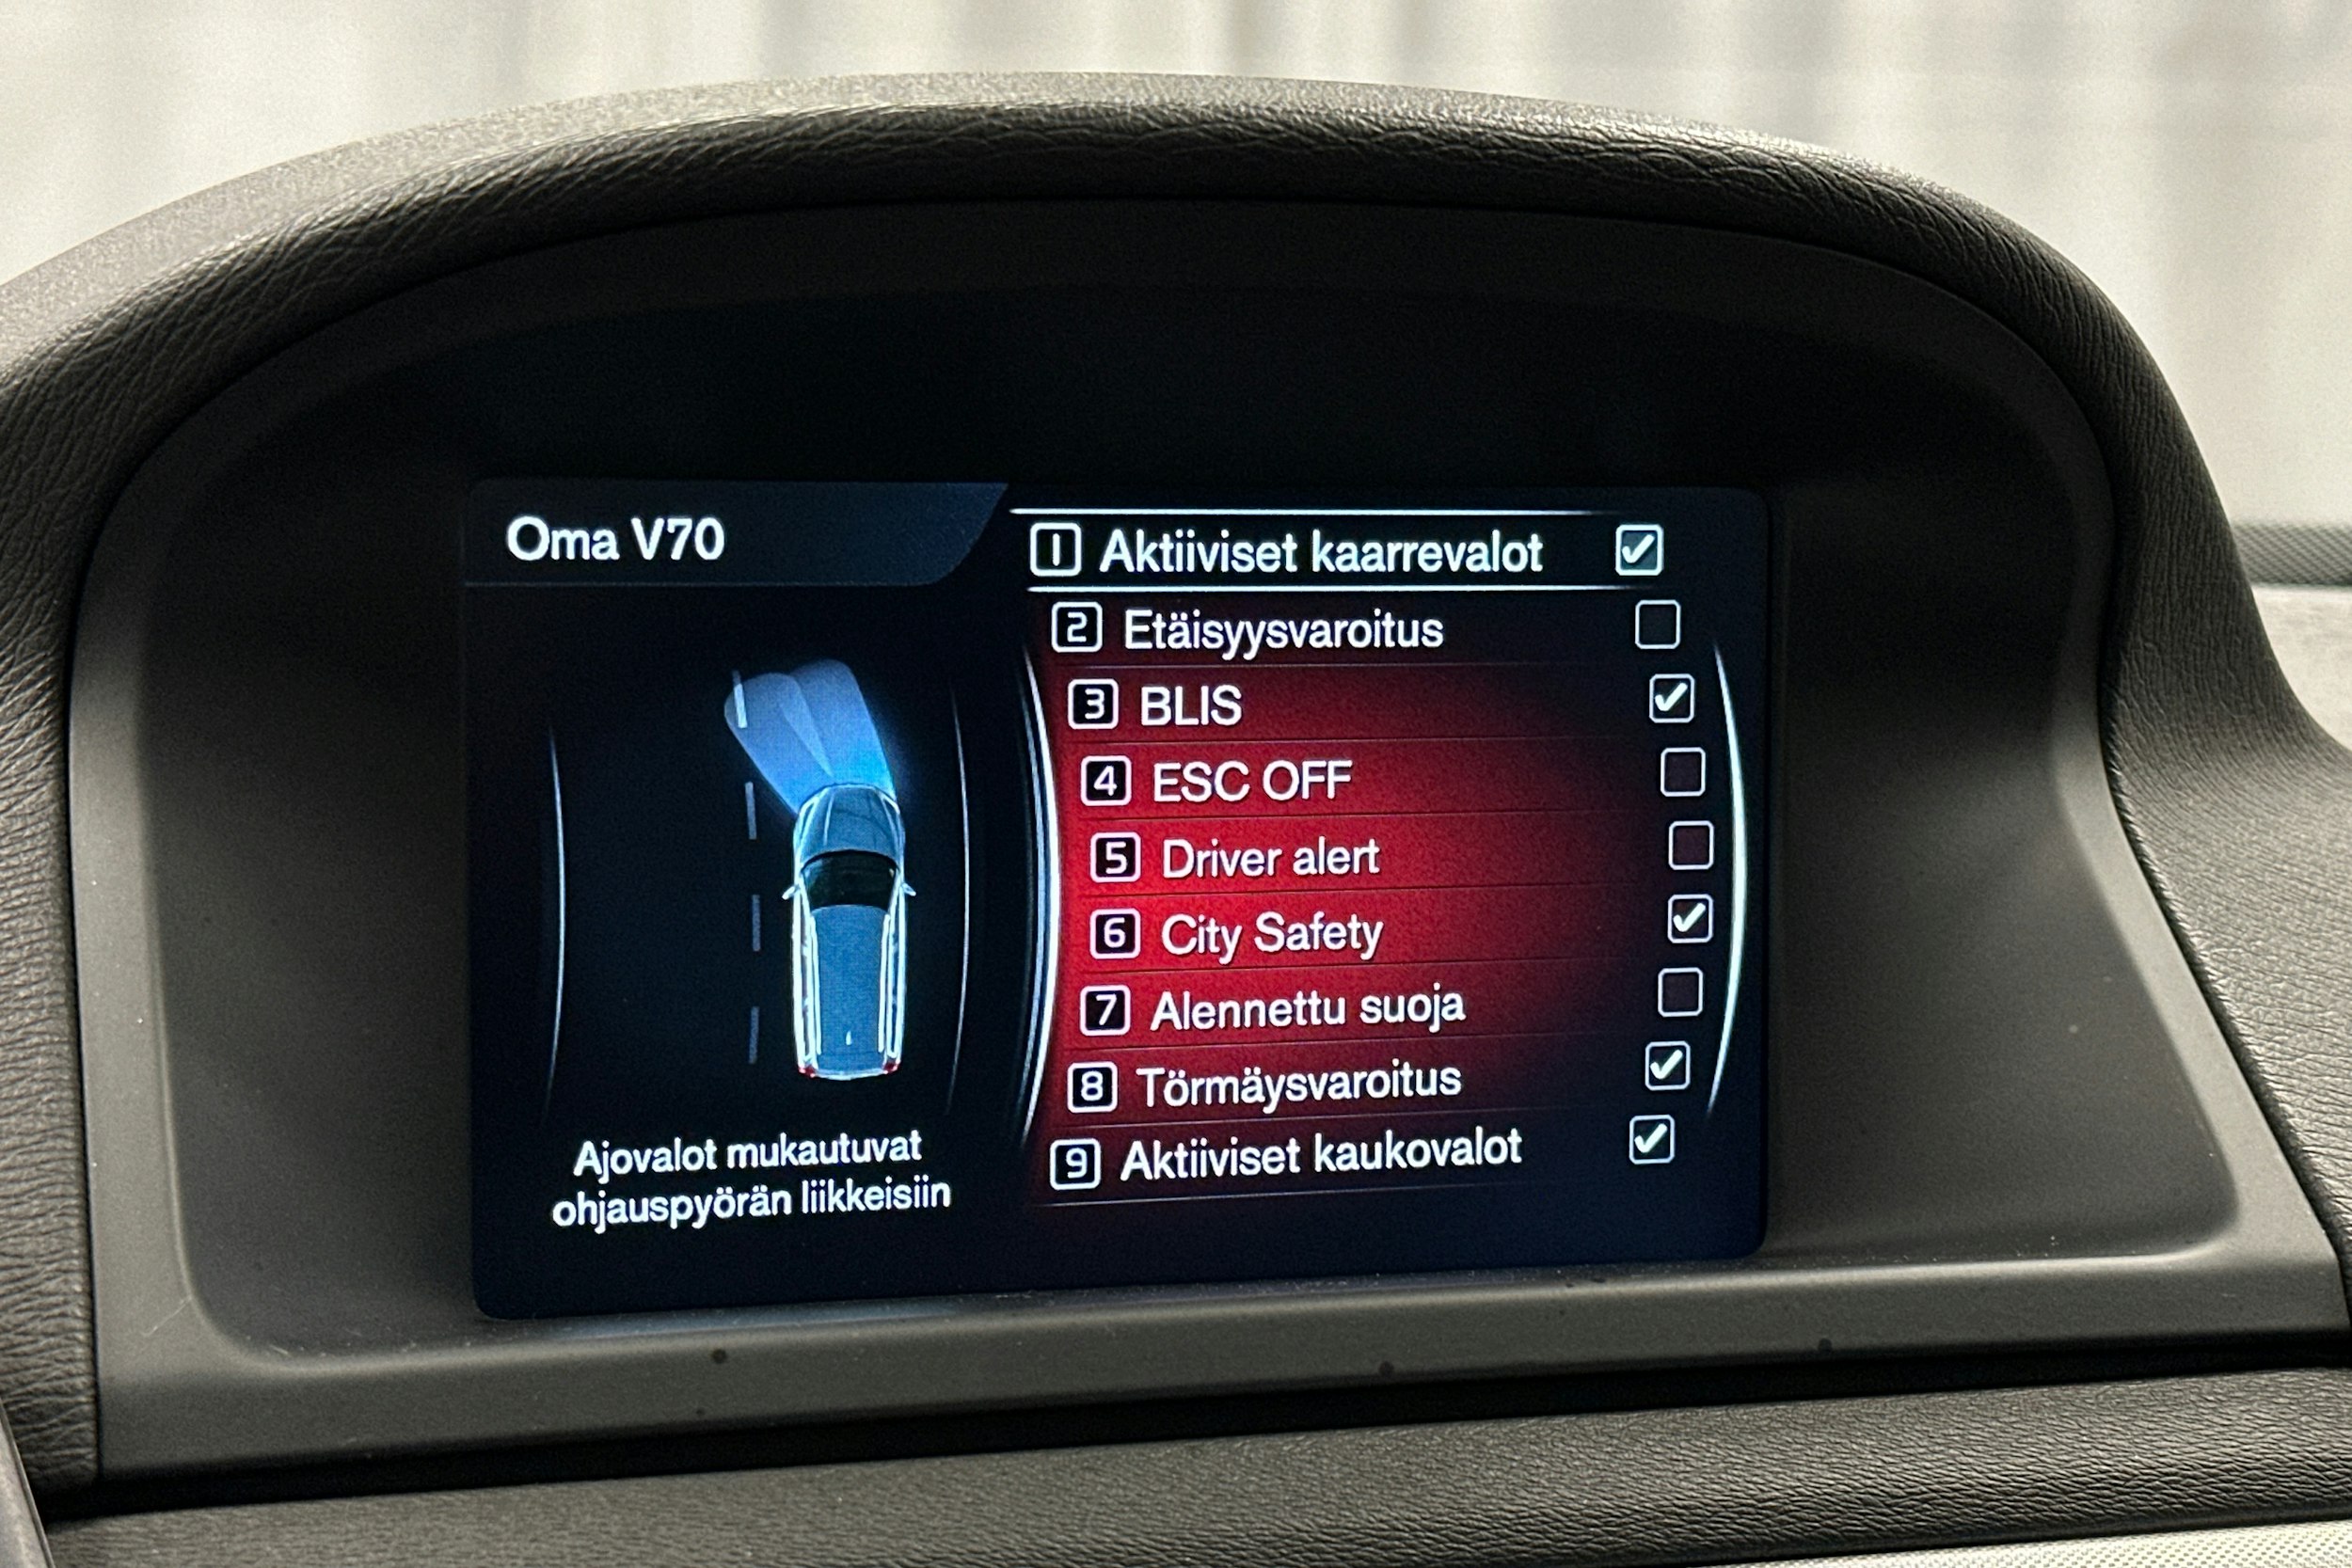 Oma V70
1 Aktiiviset kaarrevalot
2 Etäisyysvaroitus
3 BLIS
4 ESC OFF
5 Driver alert
6 City Safety
7 Alennettu suoja
8 Törmäysvaroitus
9 Aktiiviset kaukovalot
Ajovalot mukautuvat
ohjauspyörän liikkeisiin